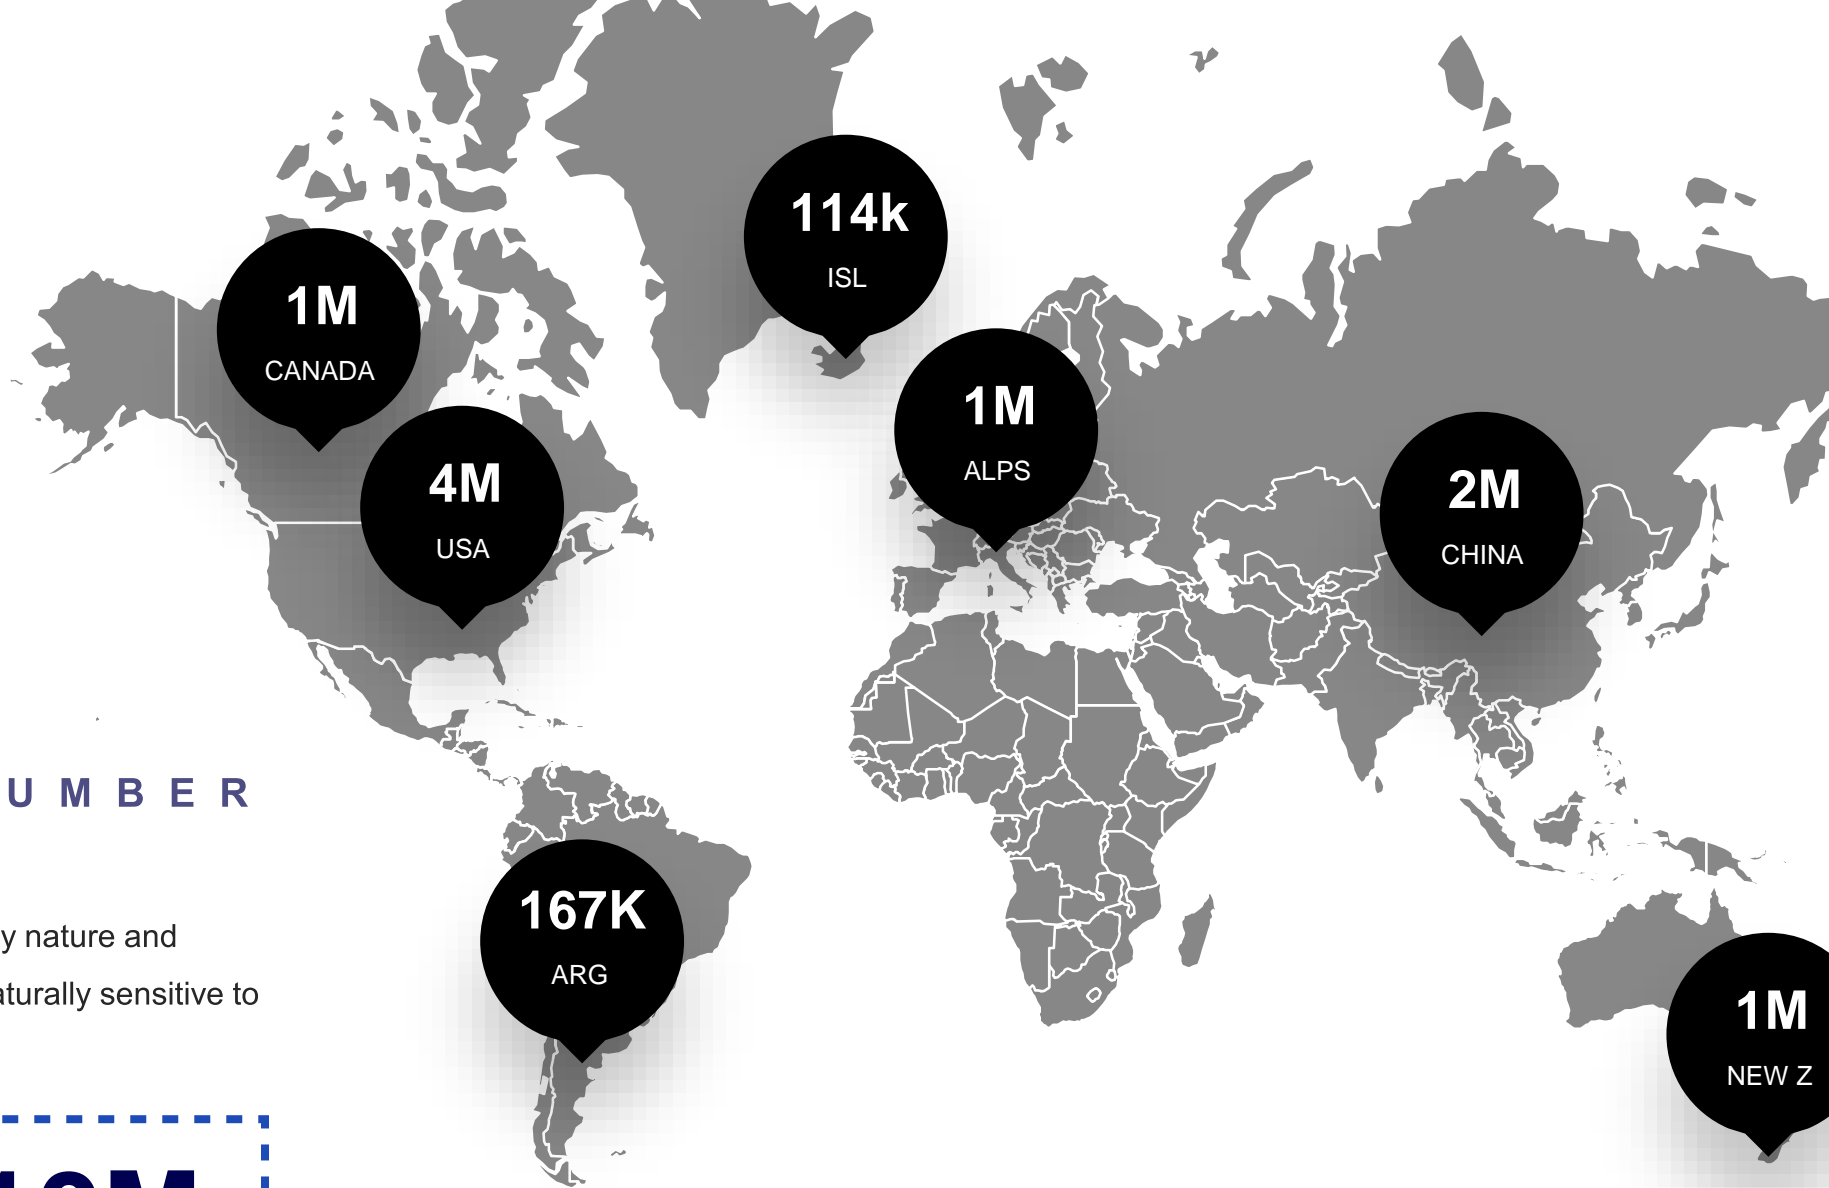 114k
ISL
1M
CANADA
1M
ALPS
4M
USA
2M
CHINA
UMBER
167K
ARG
y nature and
aturally sensitive to
1M
NEW Z